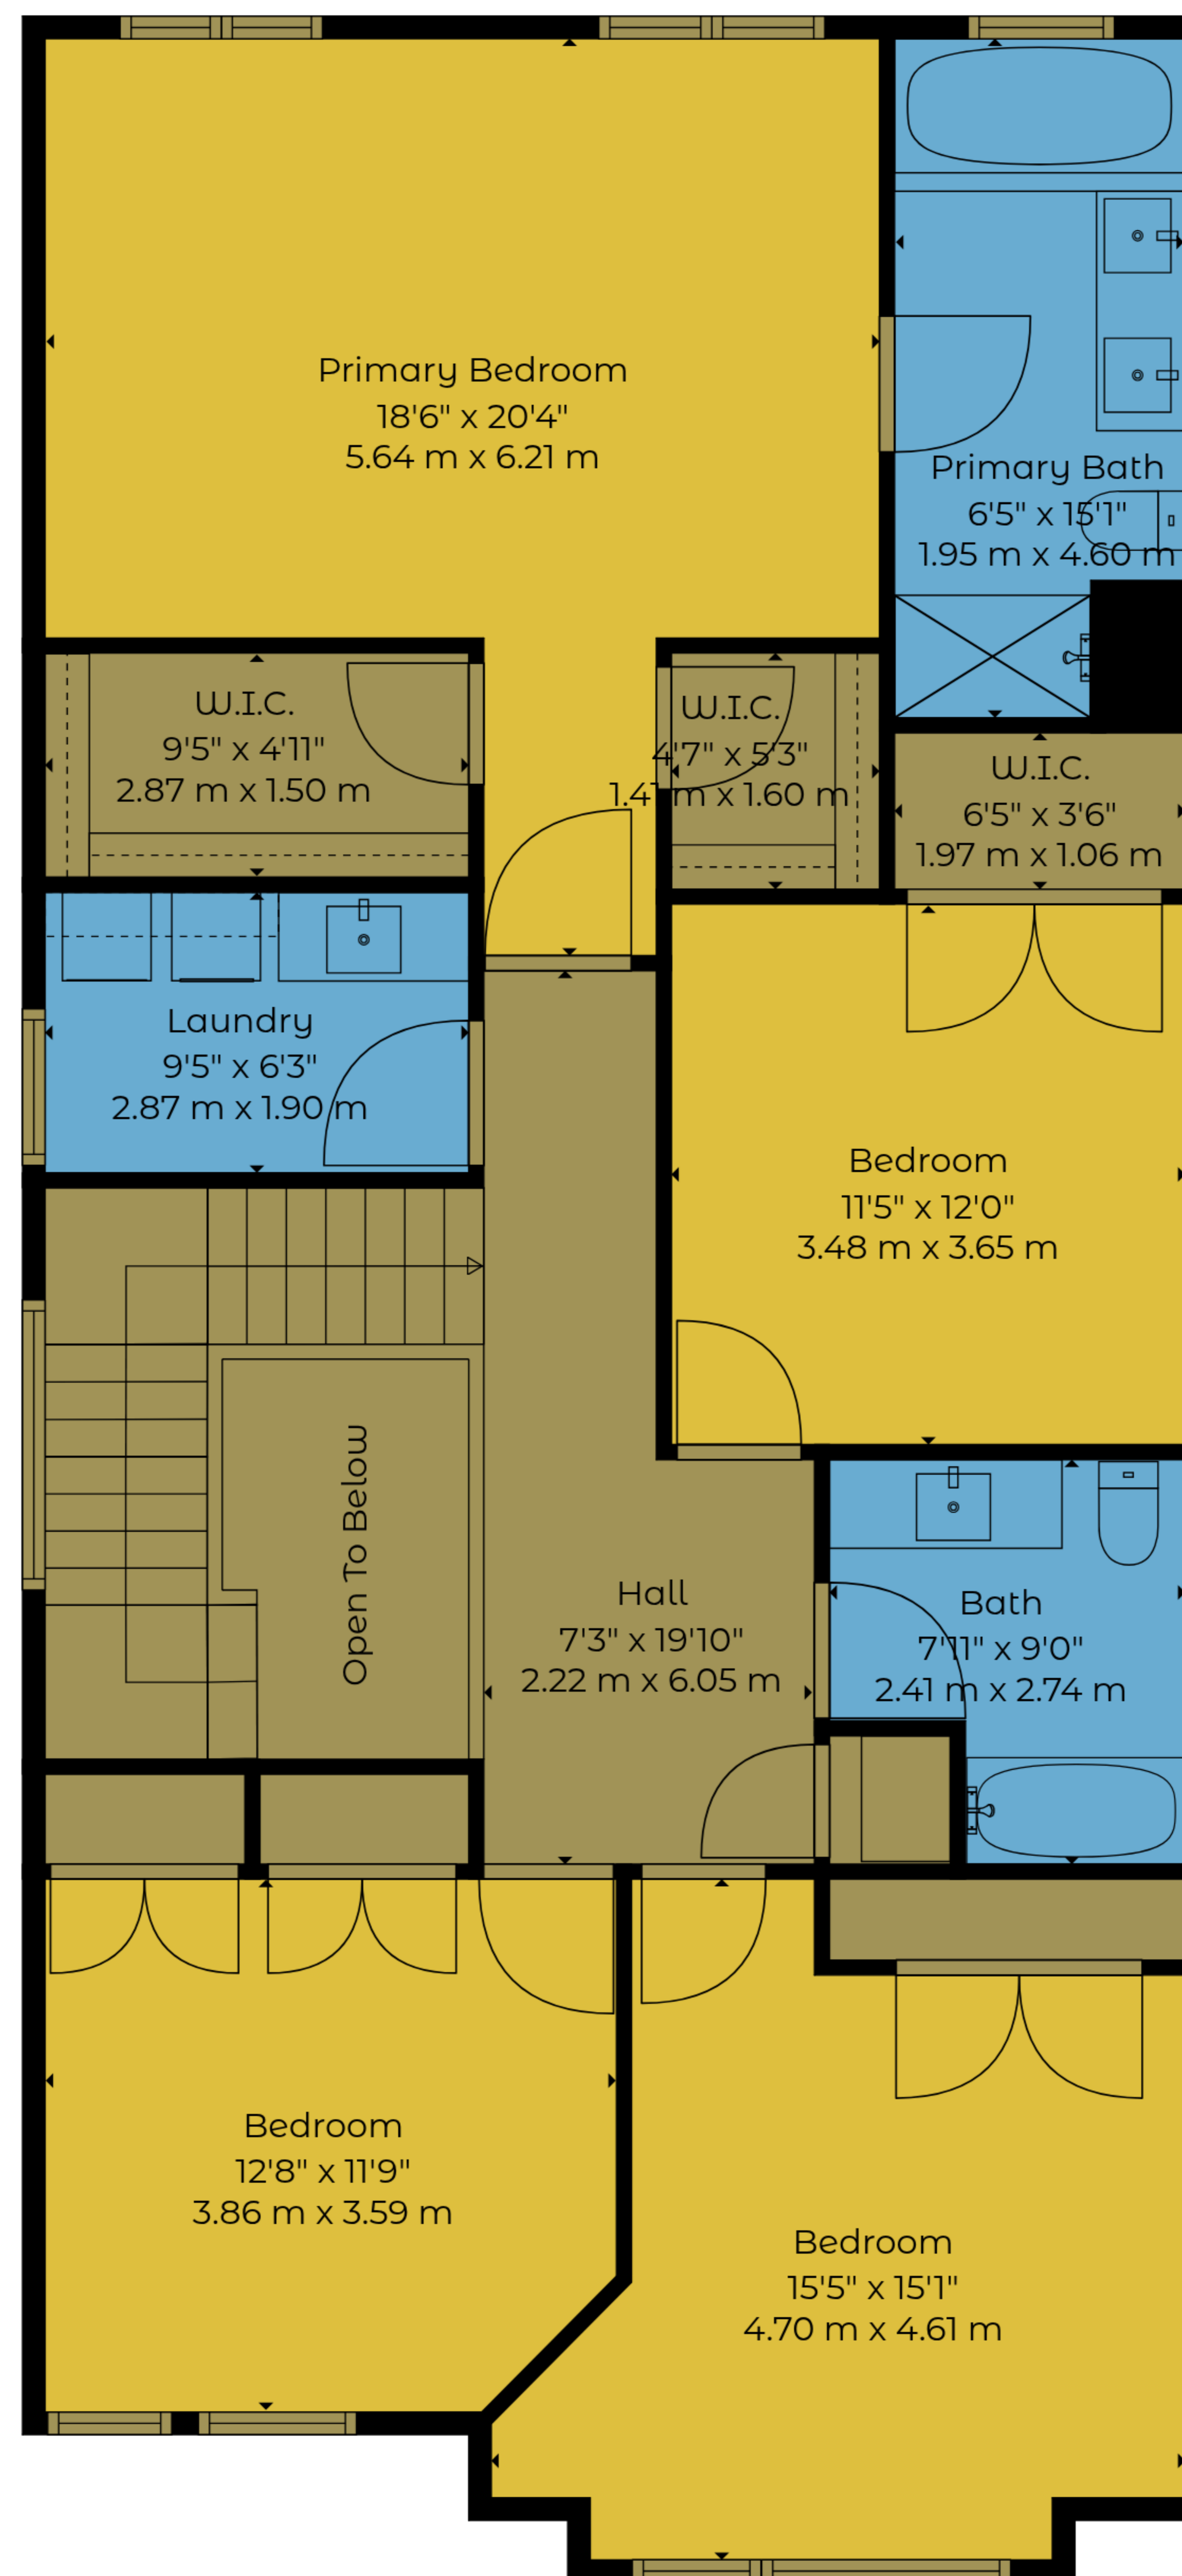 Primary Bedroom
18'6" x 20'4"
5.64 m x 6.21 m
Primary Bath
6'5" x 15'1"
1.95 m x 4.60 m
W.I.C.
9'5" x 4'11"
2.87 m x 1.50 m
W.I.C.
4'7" x 5'3"
1.41 m x 1.60 m
W.I.C.
6'5" x 3'6"
1.97 m x 1.06 m
Laundry
9'5" x 6'3"
2.87 m x 1.90 m
Bedroom
11'5" x 12'0"
3.48 m x 3.65 m
Open To Below
Hall
7'3" x 19'10"
2.22 m x 6.05 m
Bath
7'11" x 9'0"
2.41 m x 2.74 m
Bedroom
12'8" x 11'9"
3.86 m x 3.59 m
Bedroom
15'5" x 15'1"
4.70 m x 4.61 m